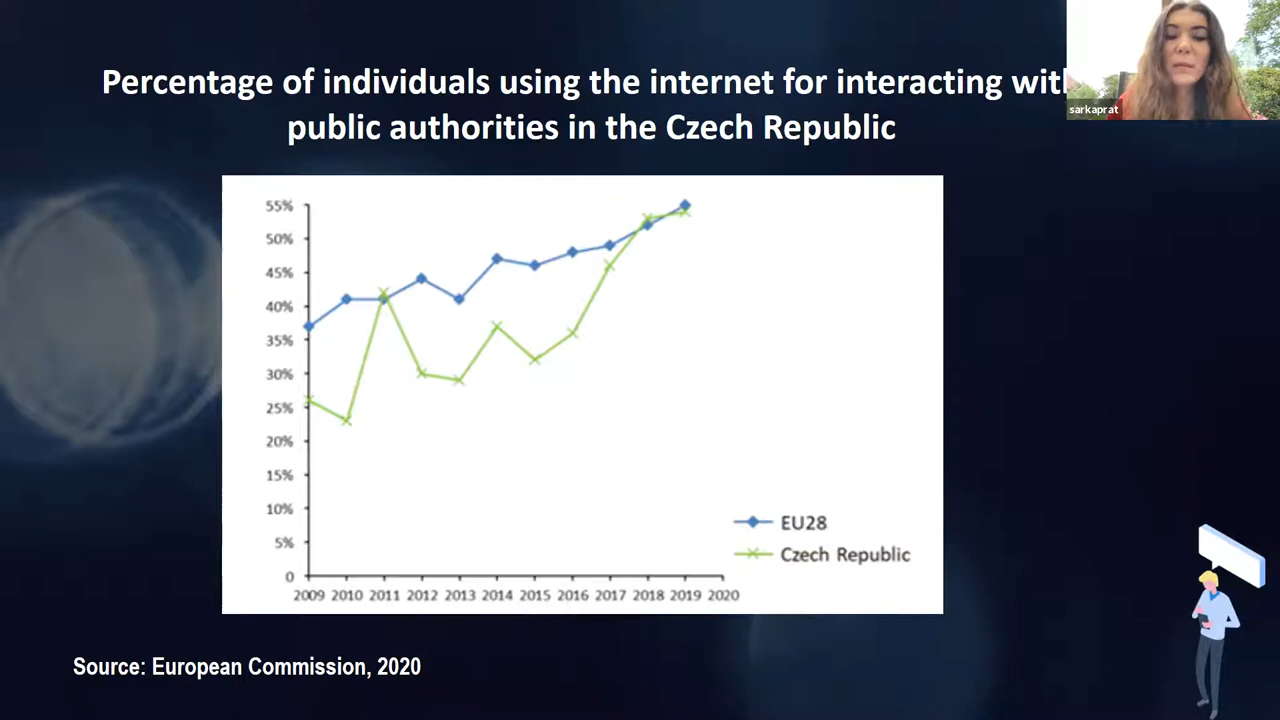 Percentage of individuals using the internet for interacting with
public authorities in the Czech Republic
sarkaprat
55%
50%
45%
40%
35%
30%
25%
20%
15%
10%
5%
0
2009 2010 2011 2012 2013 2014 2015 2016 2017 2018 2019 2020
EU28
Czech Republic
Source: European Commission, 2020